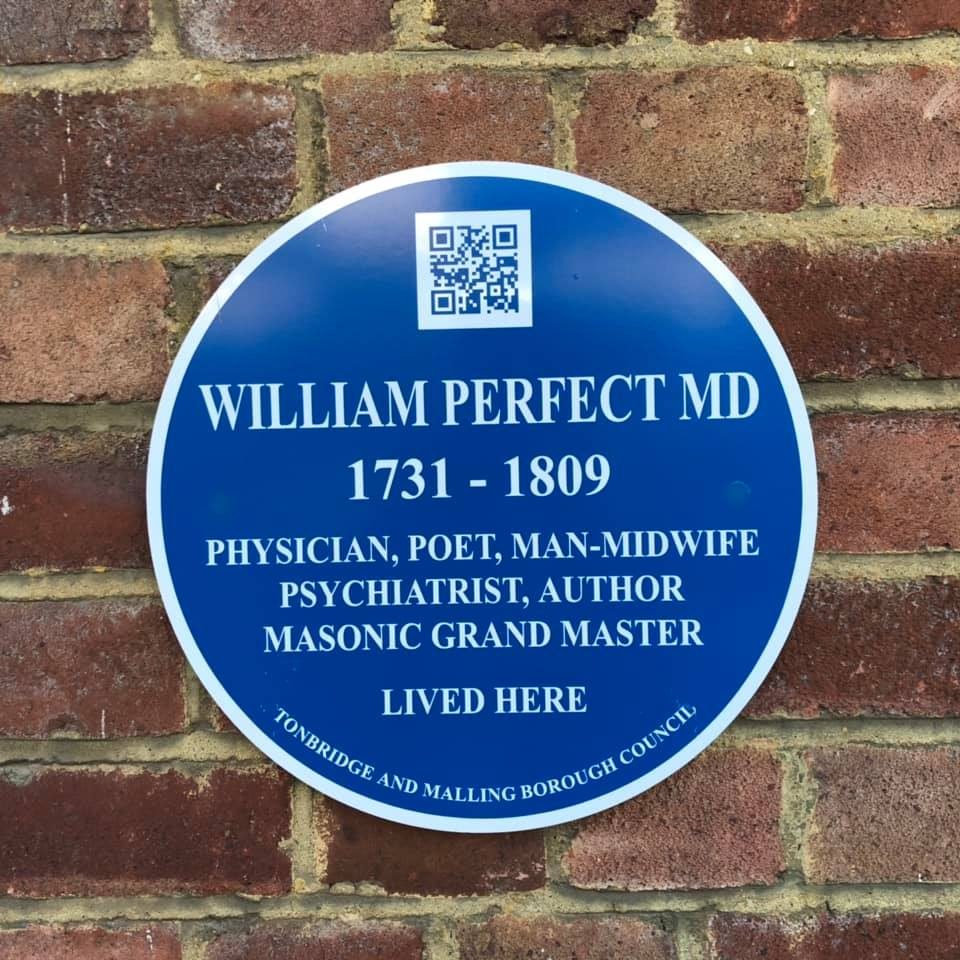 WILLIAM PERFECT MD
1731 - 1809
PHYSICIAN, POET, MAN-MIDWIFE
PSYCHIATRIST, AUTHOR
MASONIC GRAND MASTER
LIVED HERE
TONBRIDGE AND MALLING BOROUGH COUNCIL